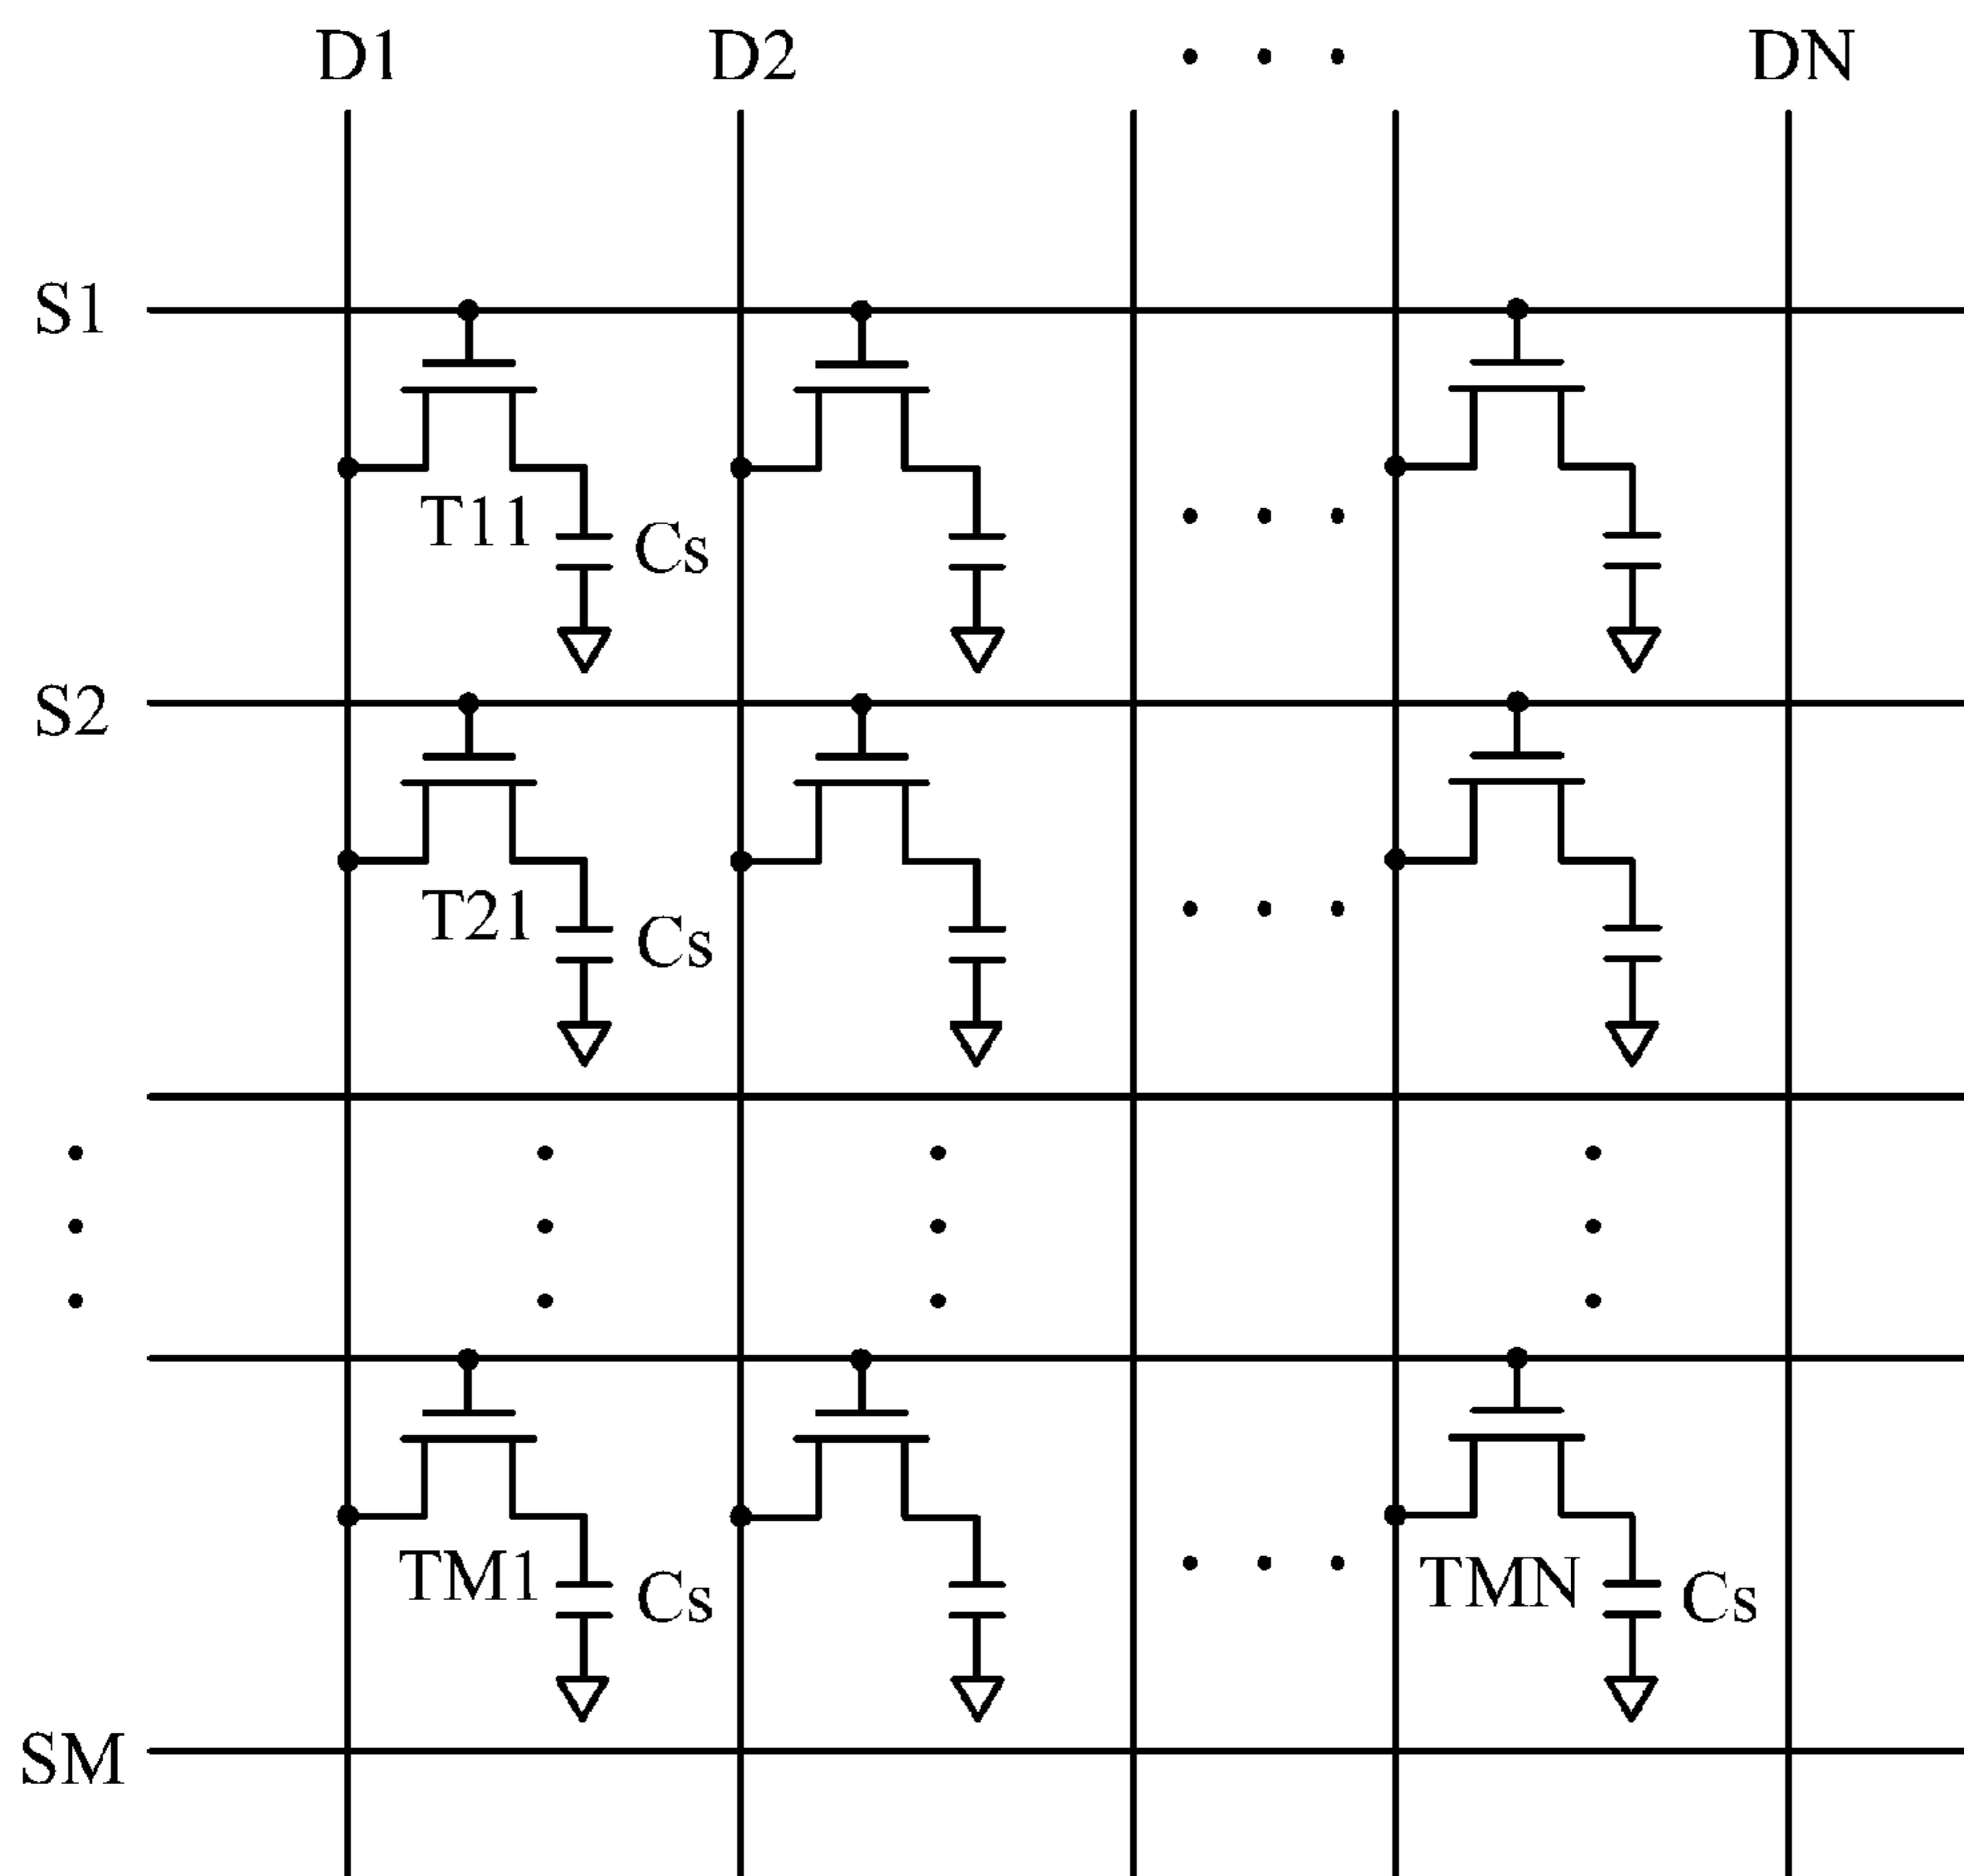 D1 D2 . . . DN
S1
T11 Cs . . .
S2
T21 Cs . . .
TM1 Cs . . . TMN Cs
SM